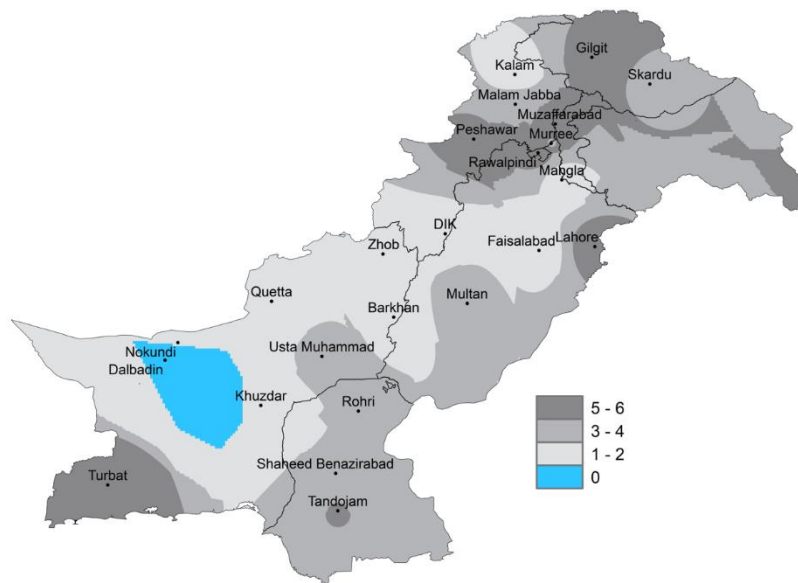 Gilgit
Kalam
Skardu
Malam Jabba
Muzaffarabad
Peshawar
Murree
Rawalpindi
Mangla
DIK
Zhob
Faisalabad
Lahore
Quetta
Multan
Barkhan
Usta Muhammad
Nokundi
Dalbadin
Khuzdar
Rohri
Shaheed Benazirabad
Turbat
Tandojam
5 - 6
3 - 4
1 - 2
0